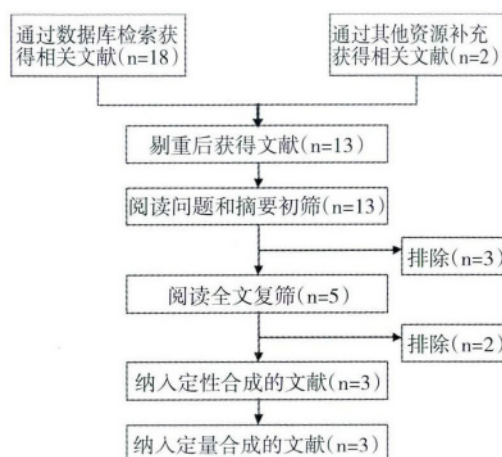 通过数据库检索获
得相关文献(n=18)
通过其他资源补充
获得相关文献(n=2)
剔重后获得文献(n=13)
阅读问题和摘要初筛(n=13)
排除(n=3)
阅读全文复筛(n=5)
排除(n=2)
纳入定性合成的文献(n=3)
纳入定量合成的文献(n=3)